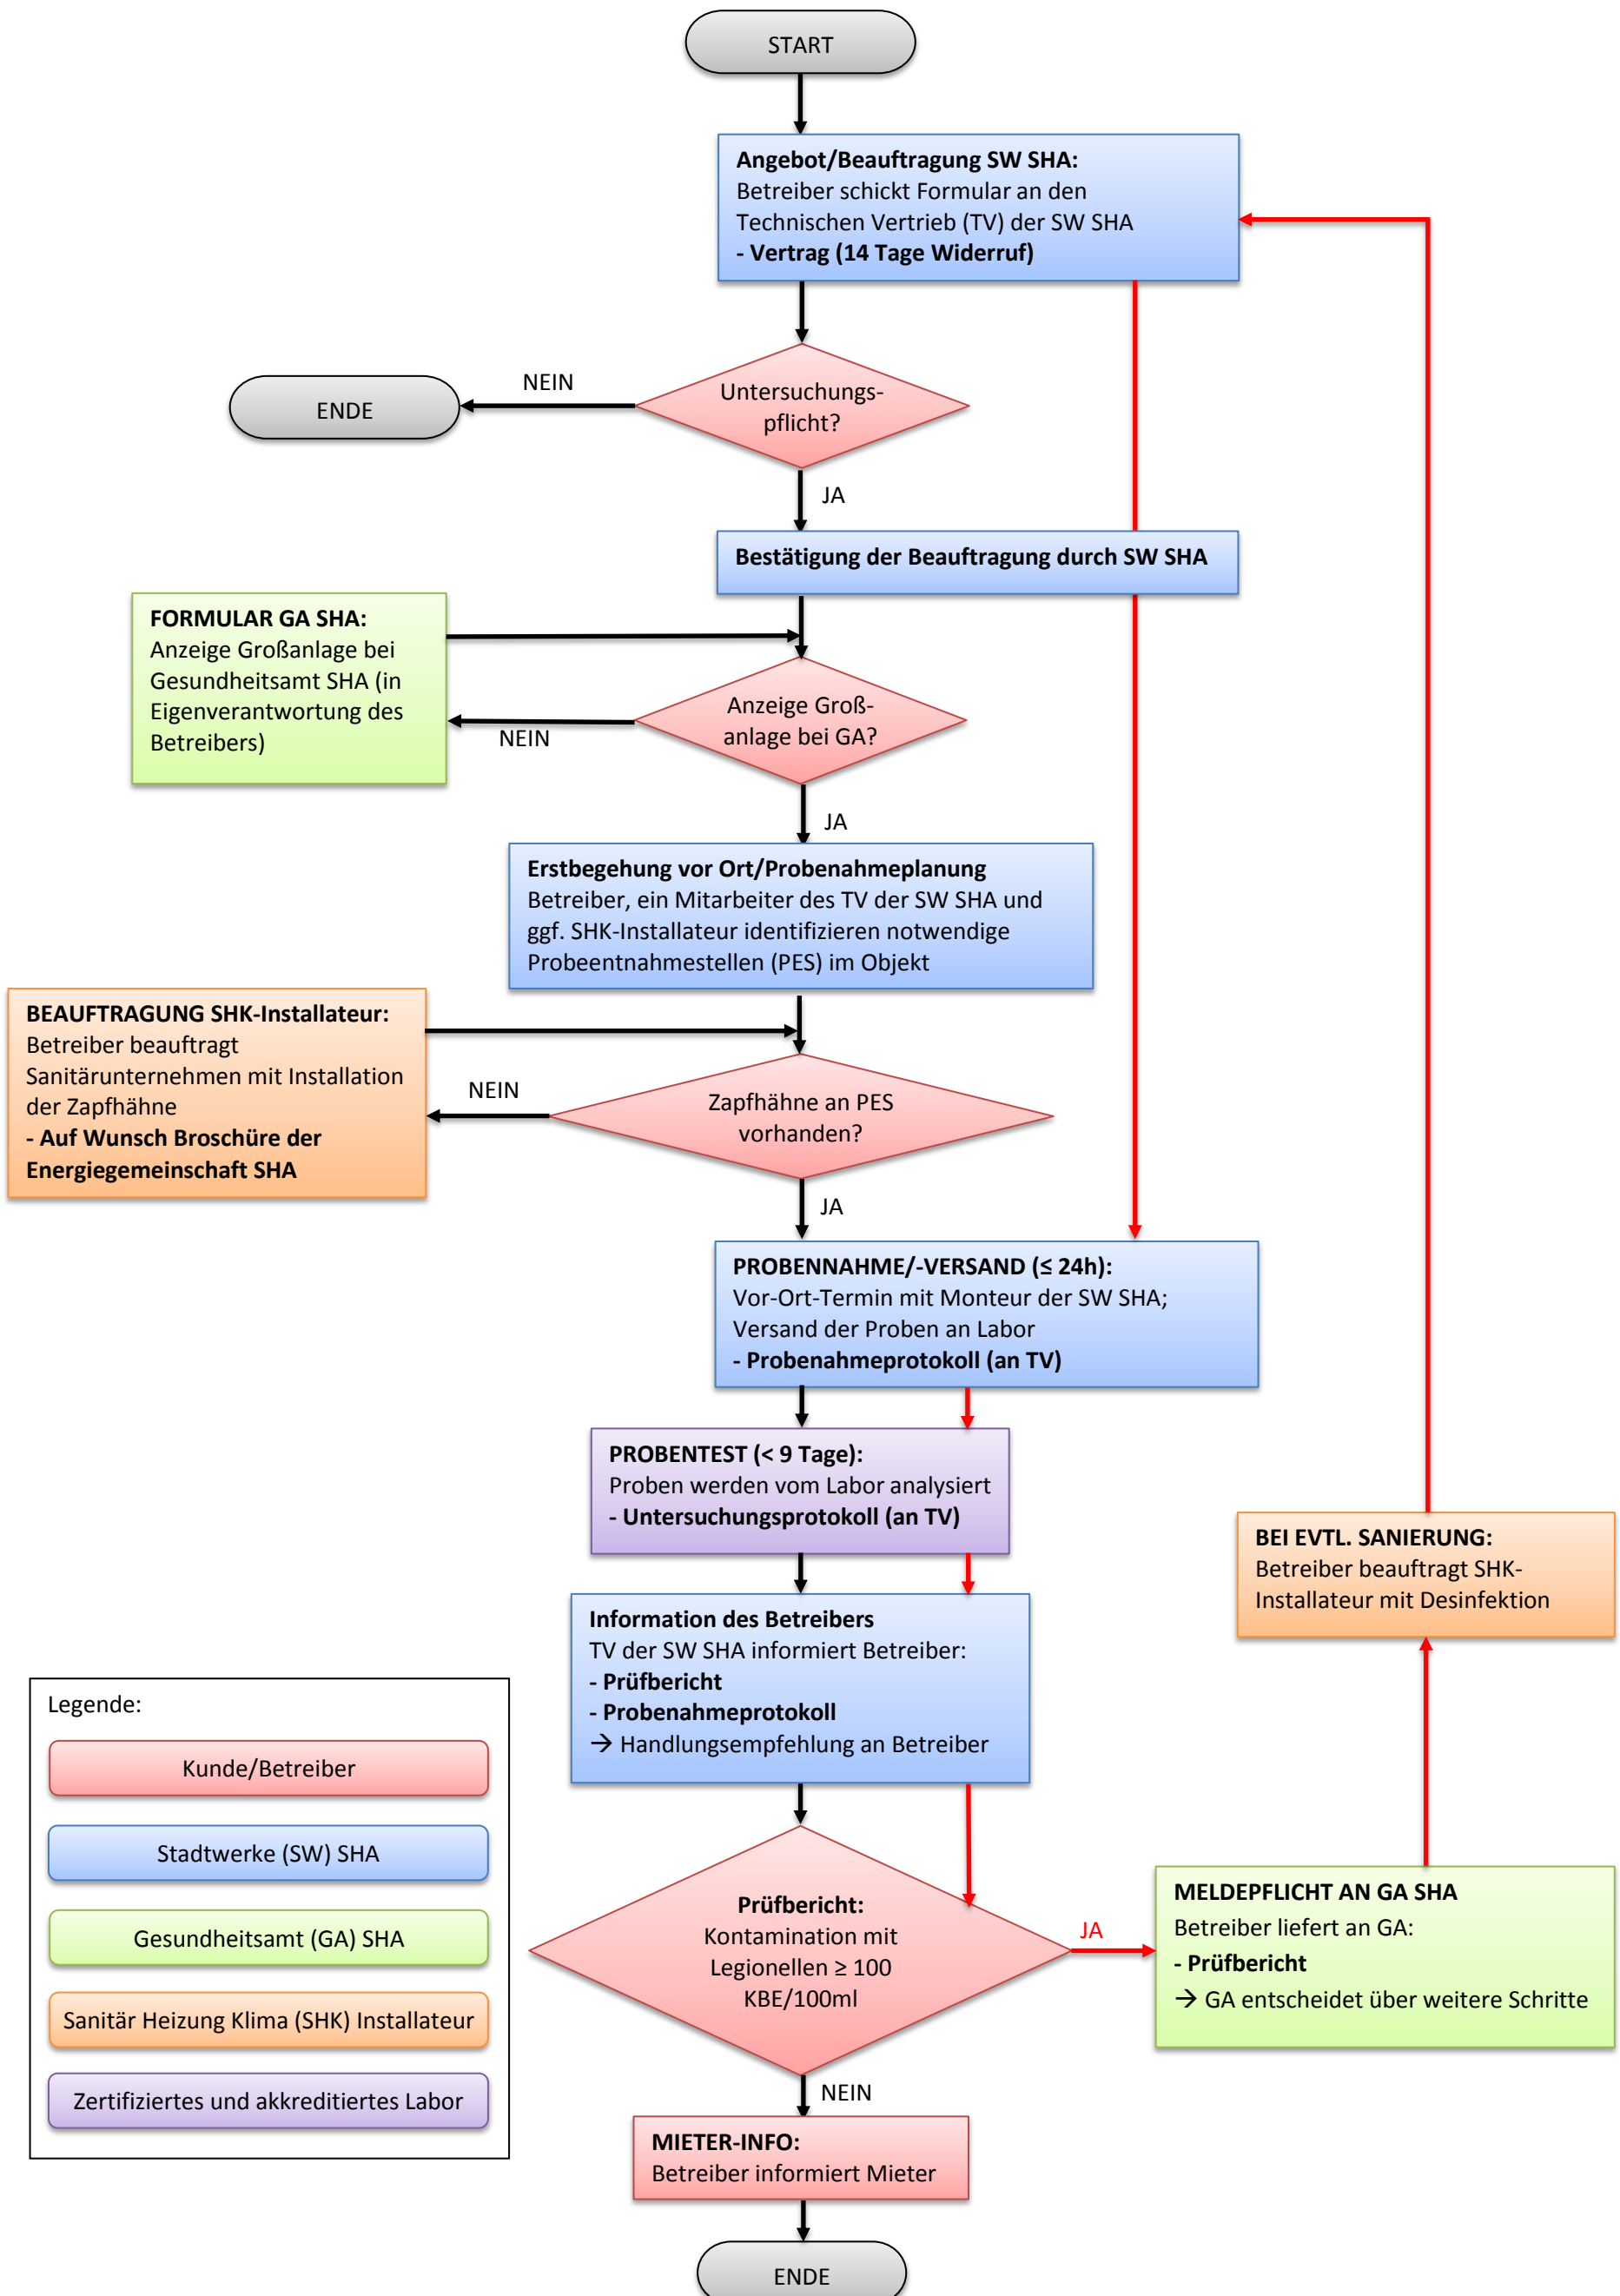 START
Angebot/Beauftragung SW SHA:
Betreiber schickt Formular an den
Technischen Vertrieb (TV) der SW SHA
- Vertrag (14 Tage Widerruf)
NEIN
ENDE
Untersuchungs-
pflicht?
JA
Bestätigung der Beauftragung durch SW SHA
FORMULAR GA SHA:
Anzeige Großanlage bei
Gesundheitsamt SHA (in
Eigenverantwortung des
Betreibers)
Anzeige Groß-
anlage bei GA?
NEIN
JA
Erstbegehung vor Ort/Probenahmeplanung
Betreiber, ein Mitarbeiter des TV der SW SHA und
ggf. SHK-Installateur identifizieren notwendige
Probeentnahmestellen (PES) im Objekt
BEAUFTRAGUNG SHK-Installateur:
Betreiber beauftragt
Sanitärunternehmen mit Installation
der Zapfhähne
- Auf Wunsch Broschüre der
Energiegemeinschaft SHA
NEIN
Zapfhähne an PES
vorhanden?
JA
PROBENNAHME/-VERSAND (≤ 24h):
Vor-Ort-Termin mit Monteur der SW SHA;
Versand der Proben an Labor
- Probenahmeprotokoll (an TV)
PROBENTEST (< 9 Tage):
Proben werden vom Labor analysiert
- Untersuchungsprotokoll (an TV)
BEI EVTL. SANIERUNG:
Betreiber beauftragt SHK-
Installateur mit Desinfektion
Information des Betreibers
TV der SW SHA informiert Betreiber:
- Prüfbericht
- Probenahmeprotokoll
→ Handlungsempfehlung an Betreiber
Legende:
Kunde/Betreiber
Stadtwerke (SW) SHA
Gesundheitsamt (GA) SHA
Sanitär Heizung Klima (SHK) Installateur
Zertifiziertes und akkreditiertes Labor
Prüfbericht:
Kontamination mit
Legionellen ≥ 100
KBE/100ml
JA
MELDEPFLICHT AN GA SHA
Betreiber liefert an GA:
- Prüfbericht
→ GA entscheidet über weitere Schritte
NEIN
MIETER-INFO:
Betreiber informiert Mieter
ENDE